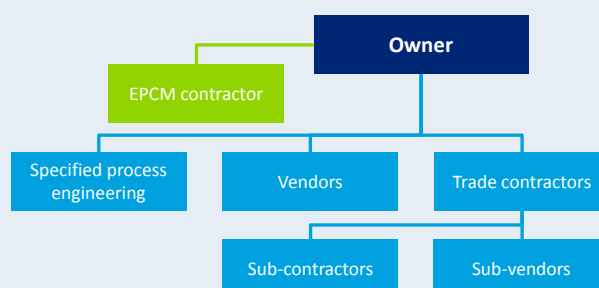 Owner
EPCM contractor
Specified process
engineering
Vendors
Trade contractors
Sub-contractors
Sub-vendors